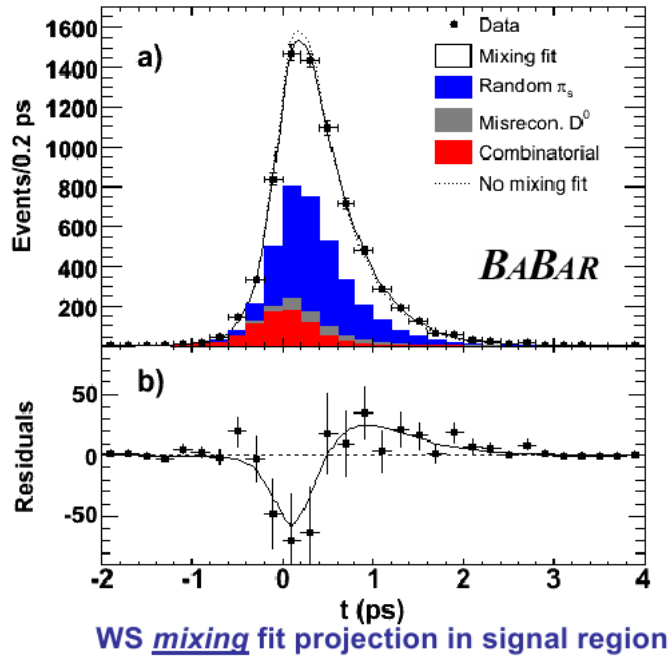 1600
1400
1200
1000
800
600
400
200
Events/0.2 ps
a)
Data
Mixing fit
Random π_s
Misrecon. D^0
Combinatorial
No mixing fit
BABAR
b)
50
0
-50
Residuals
-2 -1 0 1 2 3 4
t (ps)
WS mixing fit projection in signal region